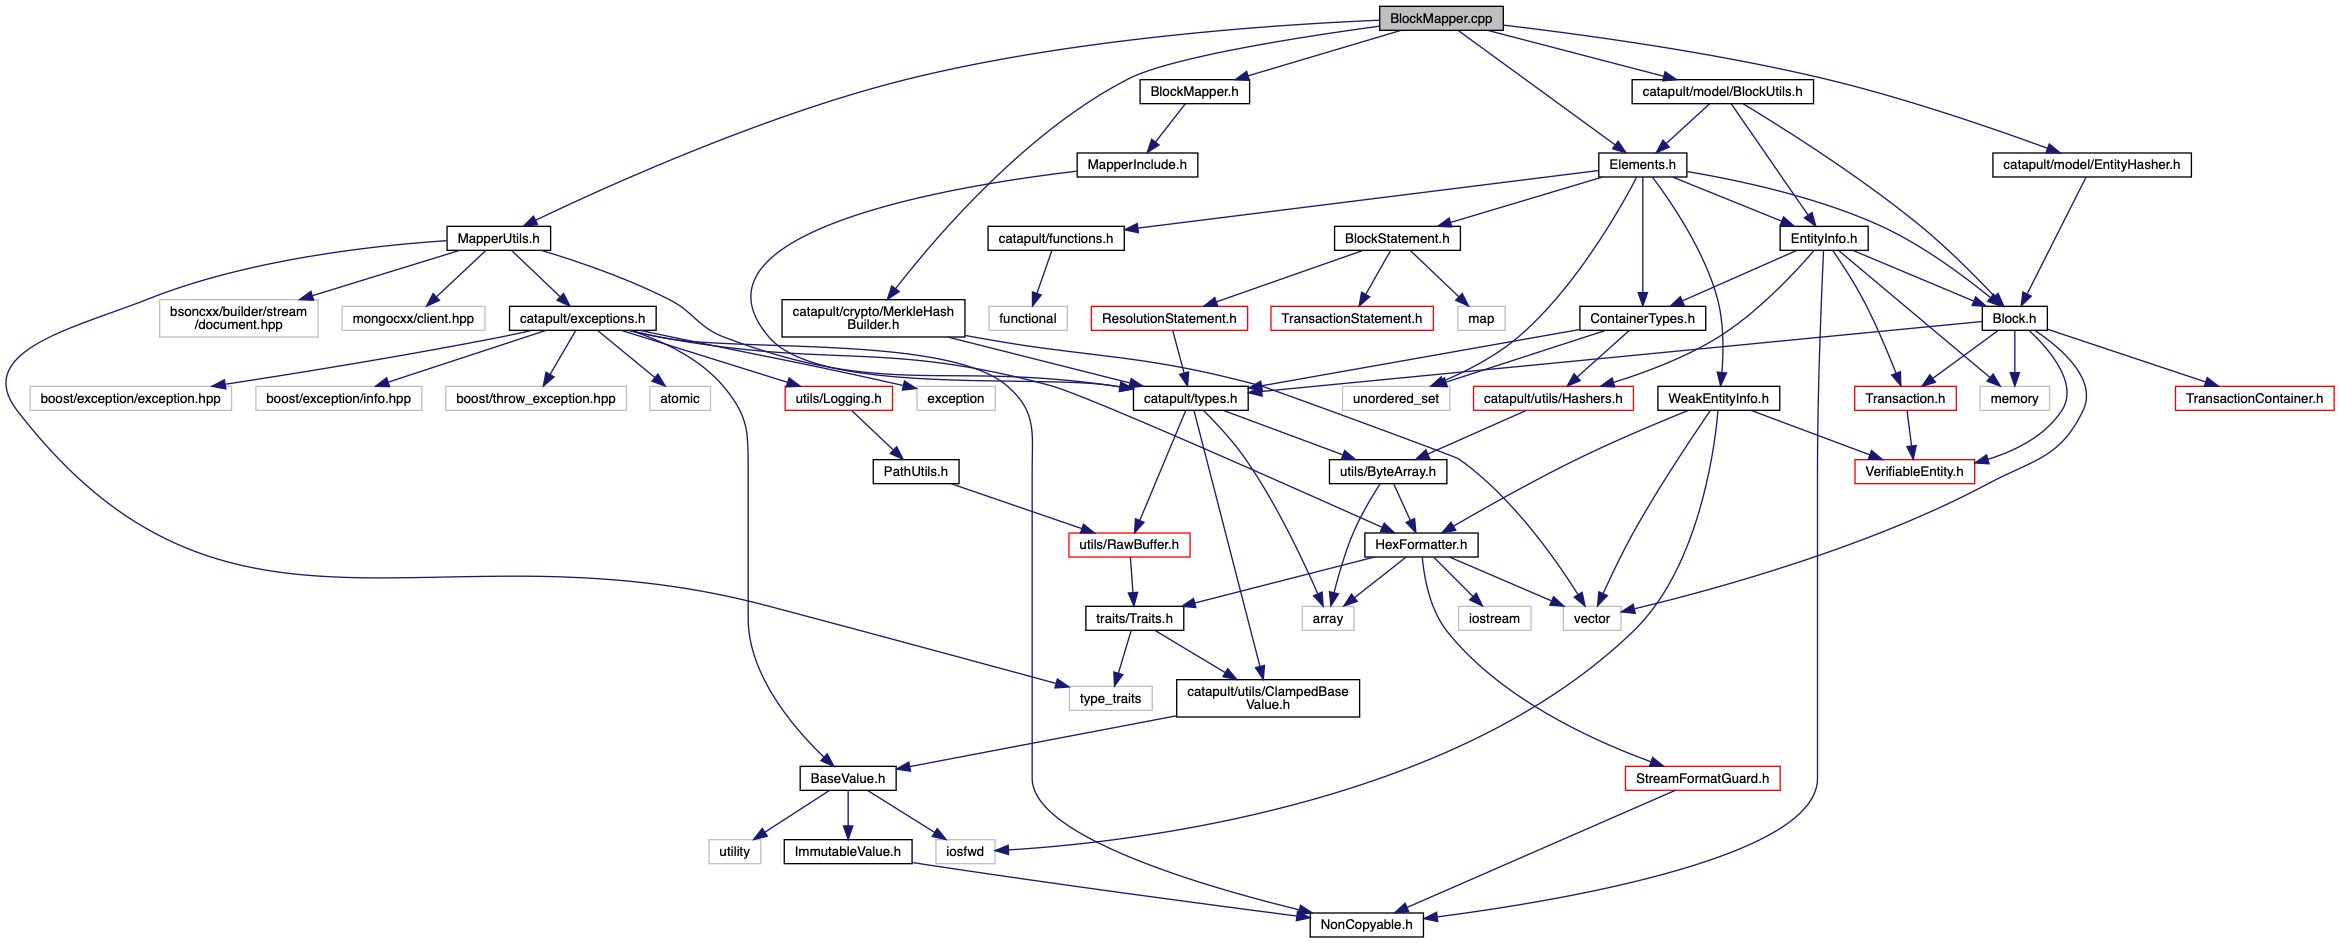 BlockMapper.cpp
BlockMapper.h
catapult/model/BlockUtils.h
MapperInclude.h
Elements.h
catapult/model/EntityHasher.h
MapperUtils.h
catapult/functions.h
BlockStatement.h
EntityInfo.h
bsoncxx/builder/stream
/document.hpp
mongocxx/client.hpp
catapult/exceptions.h
catapult/crypto/MerkleHash
Builder.h
functional
ResolutionStatement.h
TransactionStatement.h
map
ContainerTypes.h
Block.h
boost/exception/exception.hpp
boost/exception/info.hpp
boost/throw_exception.hpp
atomic
utils/Logging.h
exception
catapult/types.h
unordered_set
catapult/utils/Hashers.h
WeakEntityInfo.h
Transaction.h
memory
TransactionContainer.h
PathUtils.h
utils/ByteArray.h
VerifiableEntity.h
utils/RawBuffer.h
HexFormatter.h
traits/Traits.h
array
iostream
vector
type_traits
catapult/utils/ClampedBase
Value.h
BaseValue.h
StreamFormatGuard.h
utility
ImmutableValue.h
iosfwd
NonCopyable.h